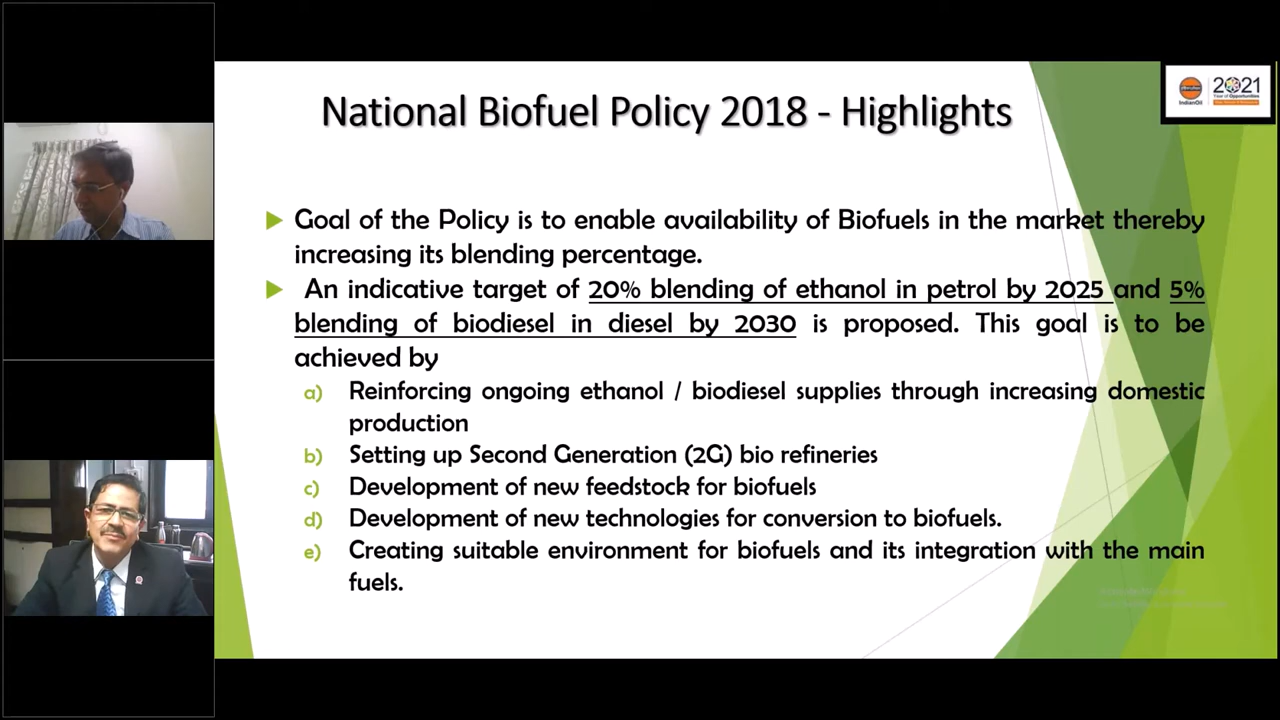 National Biofuel Policy 2018 - Highlights
IndianOil
2021
Year of Opportunities
Goal of the Policy is to enable availability of Biofuels in the market thereby
increasing its blending percentage.
An indicative target of 20% blending of ethanol in petrol by 2025 and 5%
blending of biodiesel in diesel by 2030 is proposed. This goal is to be
achieved by
a) Reinforcing ongoing ethanol / biodiesel supplies through increasing domestic
production
b) Setting up Second Generation (2G) bio refineries
c) Development of new feedstock for biofuels
d) Development of new technologies for conversion to biofuels.
e) Creating suitable environment for biofuels and its integration with the main
fuels.